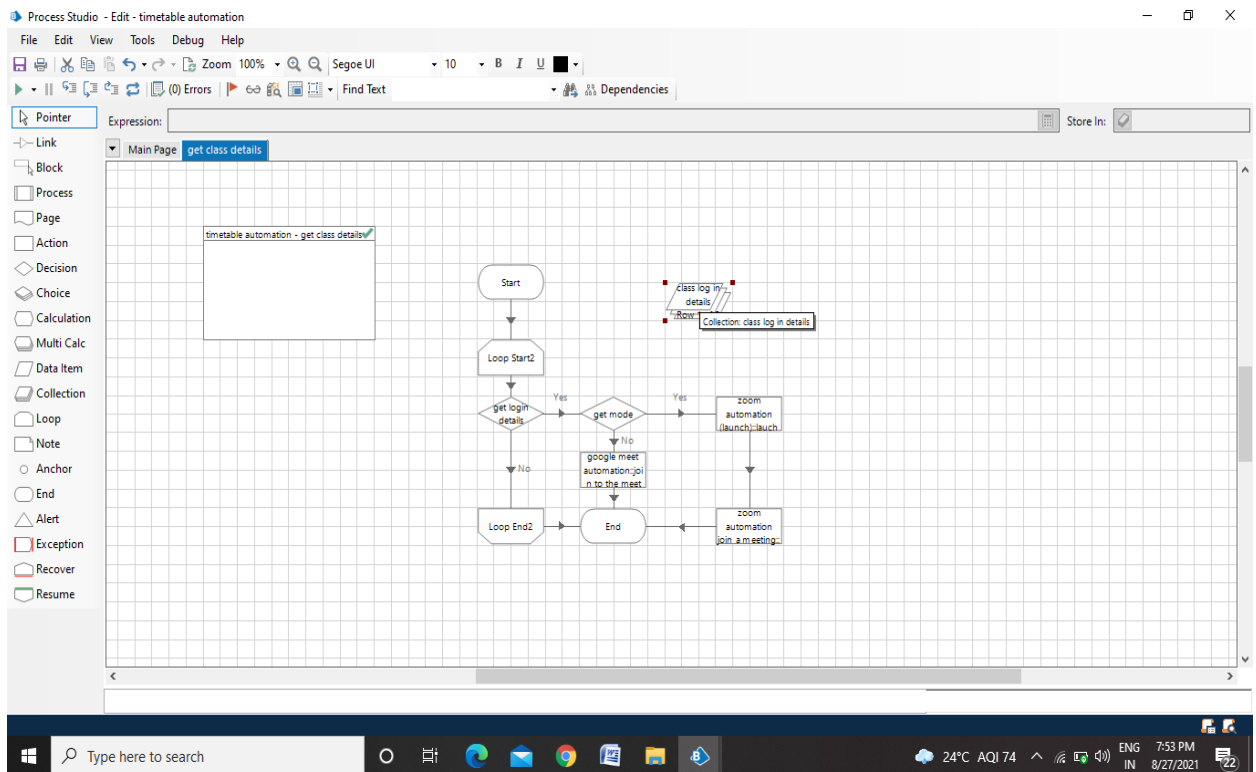 Process Studio - Edit - timetable automation
File Edit View Tools Debug Help
Zoom 100% Segoe UI 10 B I U
(0) Errors Find Text Dependencies
Pointer
Link
Block
Process
Page
Action
Decision
Choice
Calculation
Multi Calc
Data Item
Collection
Loop
Note
Anchor
End
Alert
Exception
Recover
Resume
Expression:
Store In:
Main Page get class details
timetable automation - get class details
Start
class log in
details
Row
Collection: class log in details
Loop Start2
get login
details
Yes
get mode
Yes
zoom
automation
(launch)::lauch
No
No
google meet
automation::joi
n to the meet
Loop End2
End
zoom
automation
join a meeting::
Type here to search
24°C AQI 74
ENG
IN
7:53 PM
8/27/2021
22